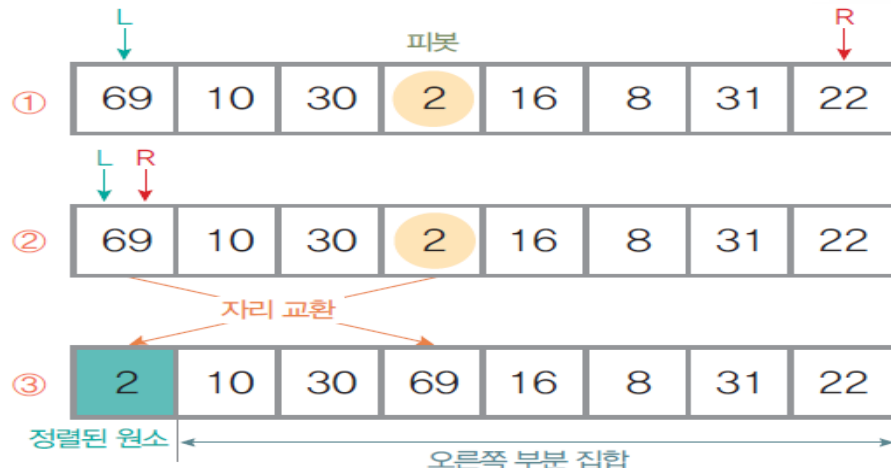 L R
피봇
① 69 10 30 2 16 8 31 22
L R
② 69 10 30 2 16 8 31 22
자리 교환
③ 2 10 30 69 16 8 31 22
정렬된 원소
오른쪽 부분 집합